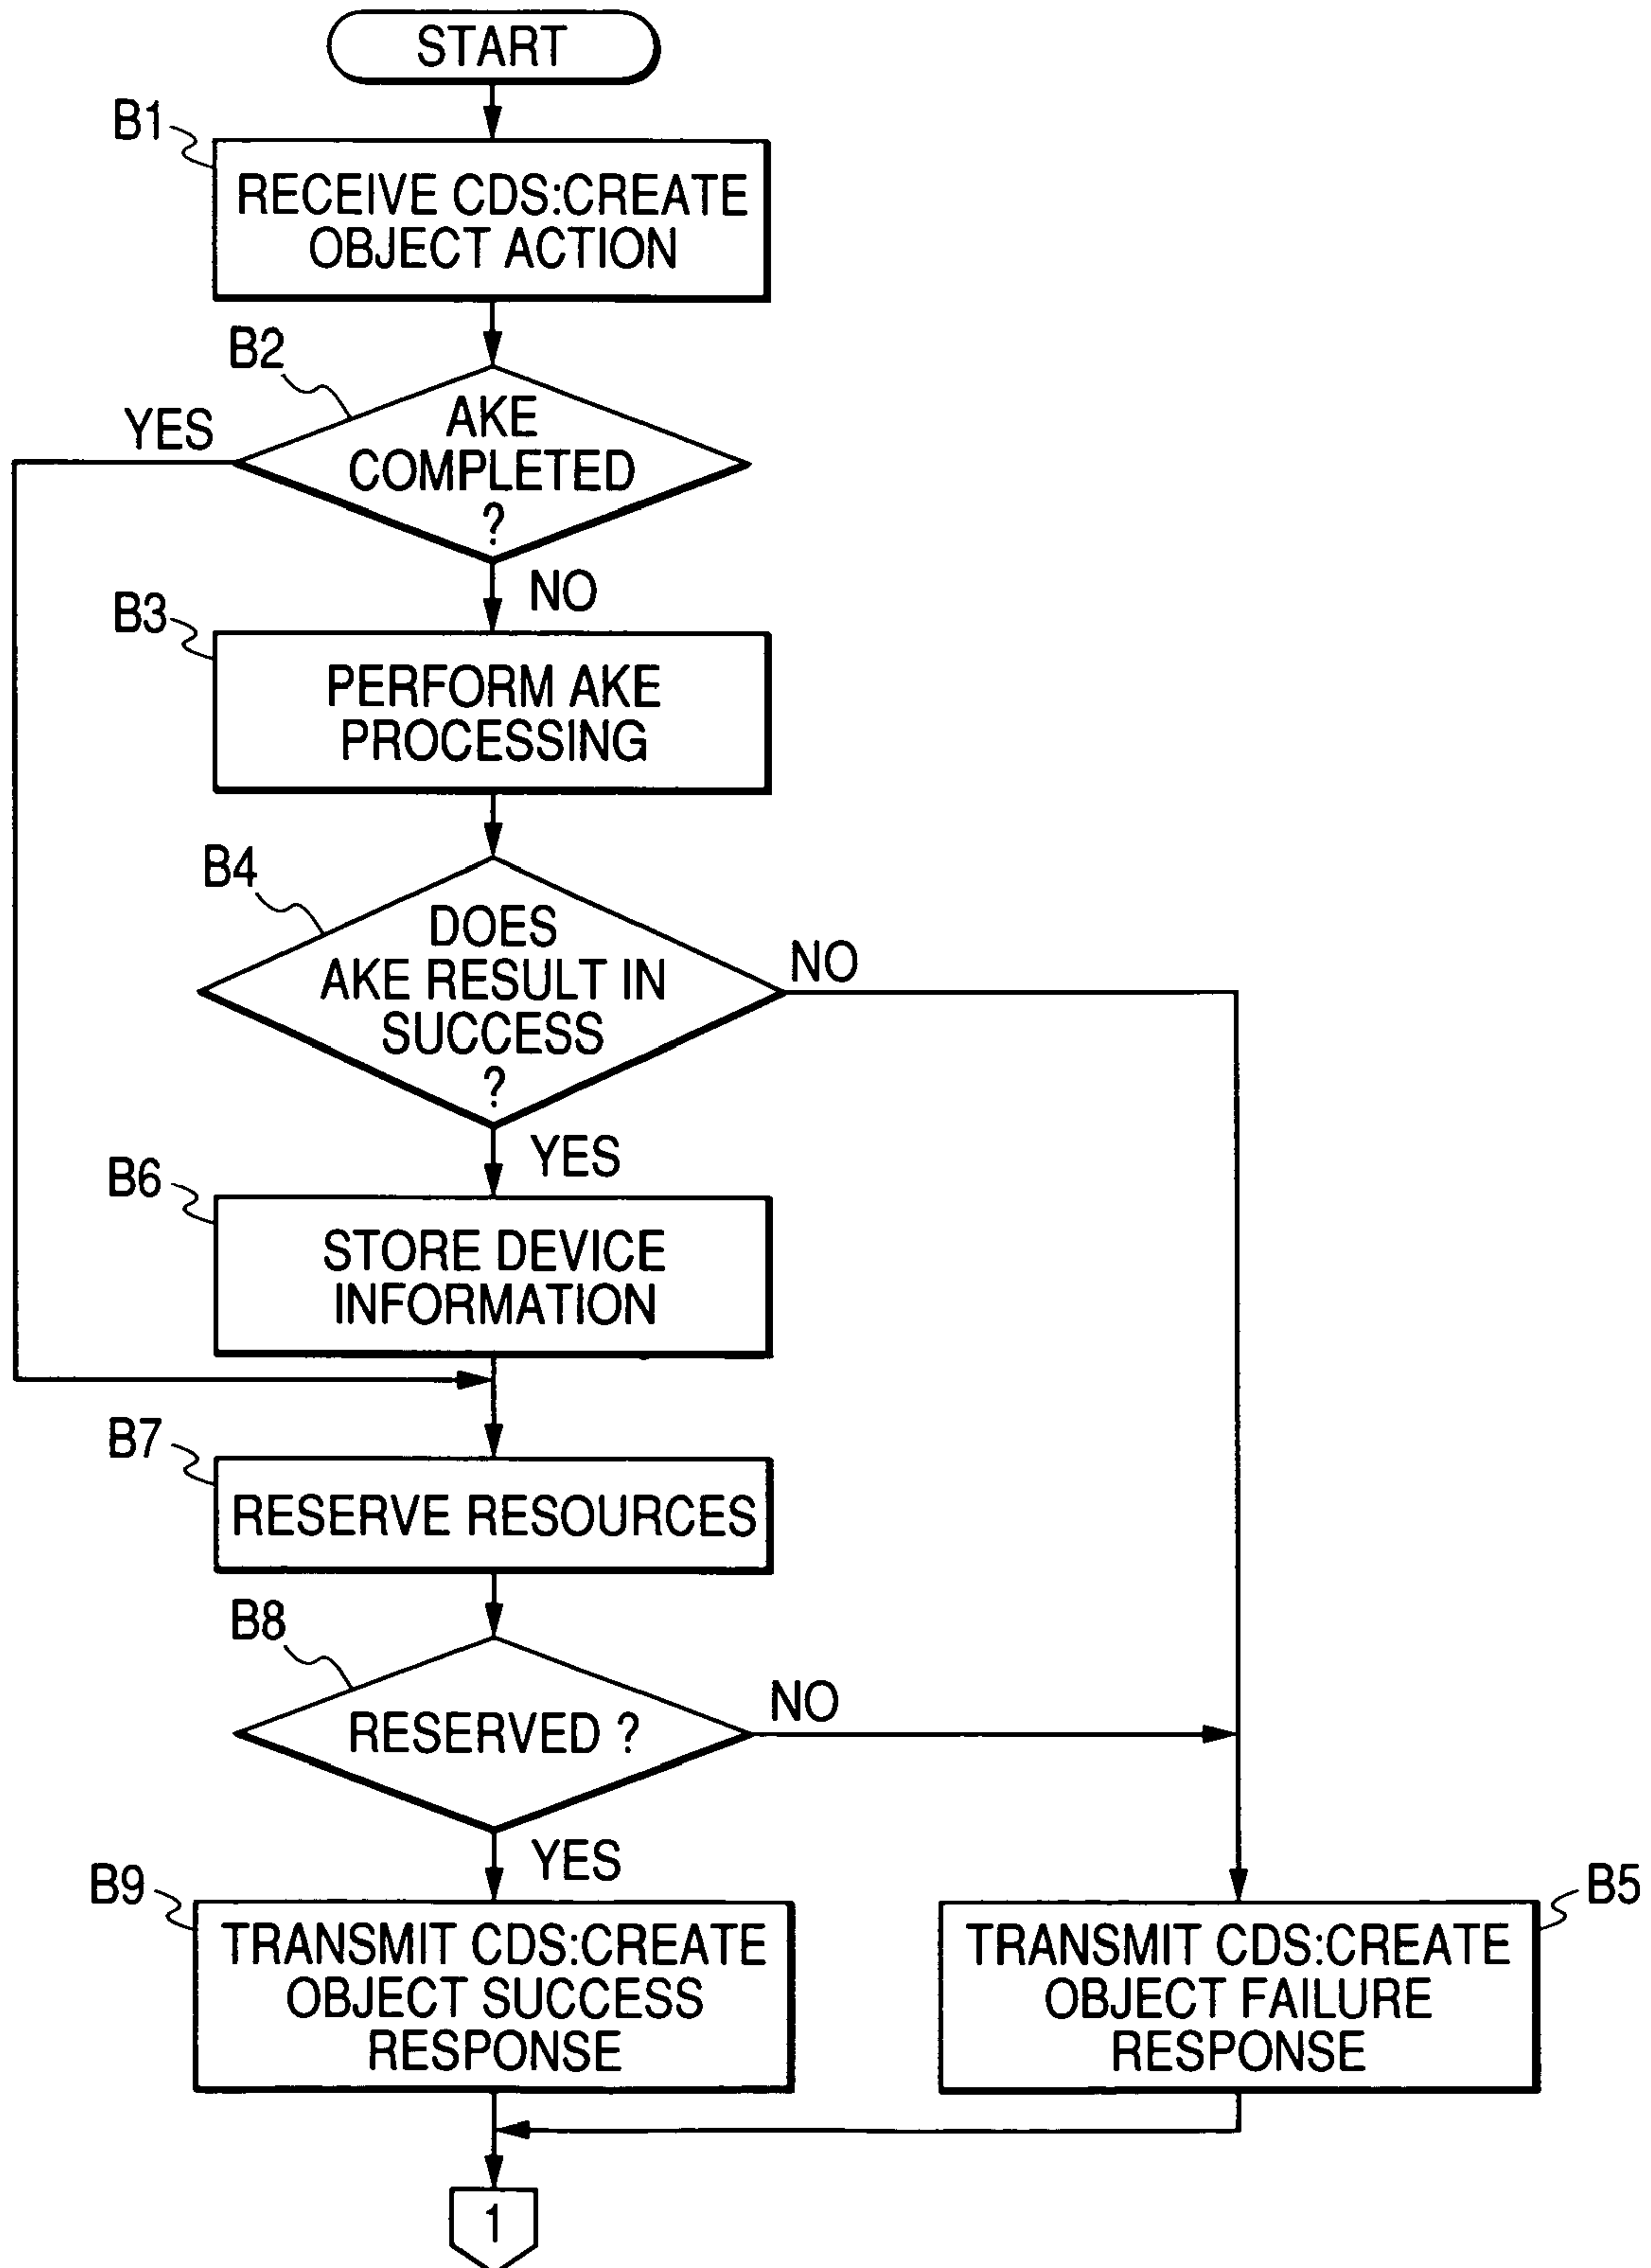 START
B1
RECEIVE CDS:CREATE
OBJECT ACTION
B2
YES
AKE
COMPLETED
?
NO
B3
PERFORM AKE
PROCESSING
B4
DOES
AKE RESULT IN
SUCCESS
?
NO
YES
B6
STORE DEVICE
INFORMATION
B7
RESERVE RESOURCES
B8
RESERVED ?
NO
YES
B9
TRANSMIT CDS:CREATE
OBJECT SUCCESS
RESPONSE
B5
TRANSMIT CDS:CREATE
OBJECT FAILURE
RESPONSE
1